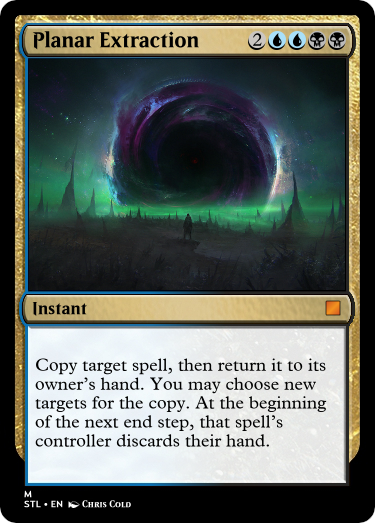 Planar Extraction 2
Instant
Copy target spell, then return it to its
owner's hand. You may choose new
targets for the copy. At the beginning
of the next end step, that spell's
controller discards their hand.
M
STL • EN Chris Cold